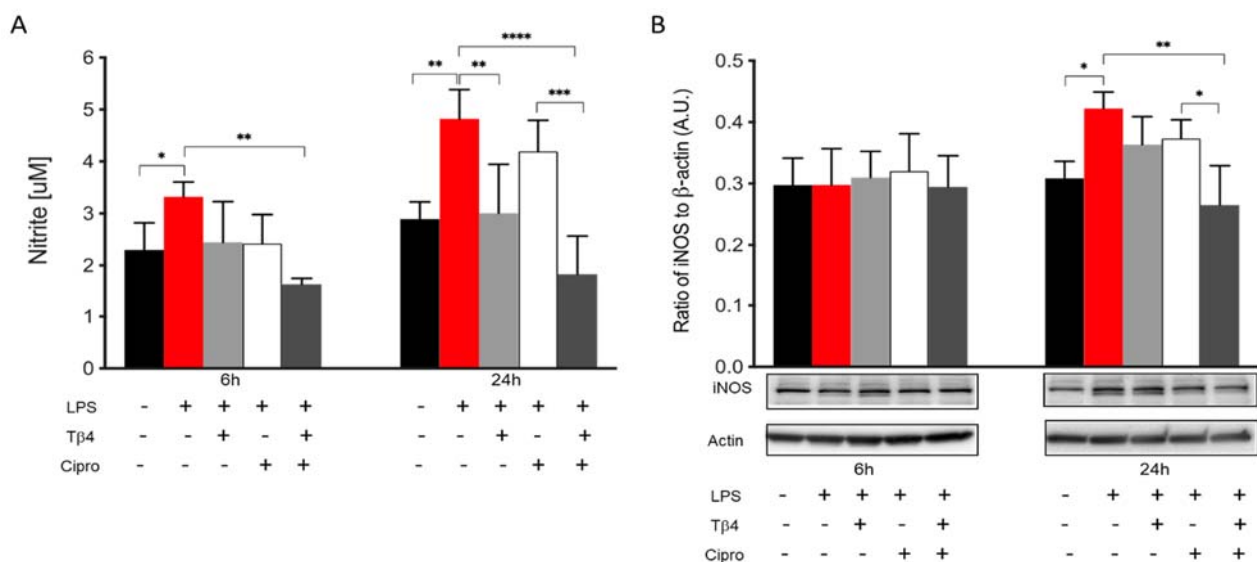 A
Nitrite [uM]
6
5
4
3
2
1
0
* ** ** ** **** ***
6h 24h
LPS - + + + + - + + + +
Tβ4 - - + - + - - + - +
Cipro - - - + + - - - + +
B
Ratio of iNOS to β-actin (A.U.)
0.5
0.4
0.3
0.2
0.1
0.0
* ** *
iNOS
Actin
6h 24h
LPS - + + + + - + + + +
Tβ4 - - + - + - - + - +
Cipro - - - + + - - - + +